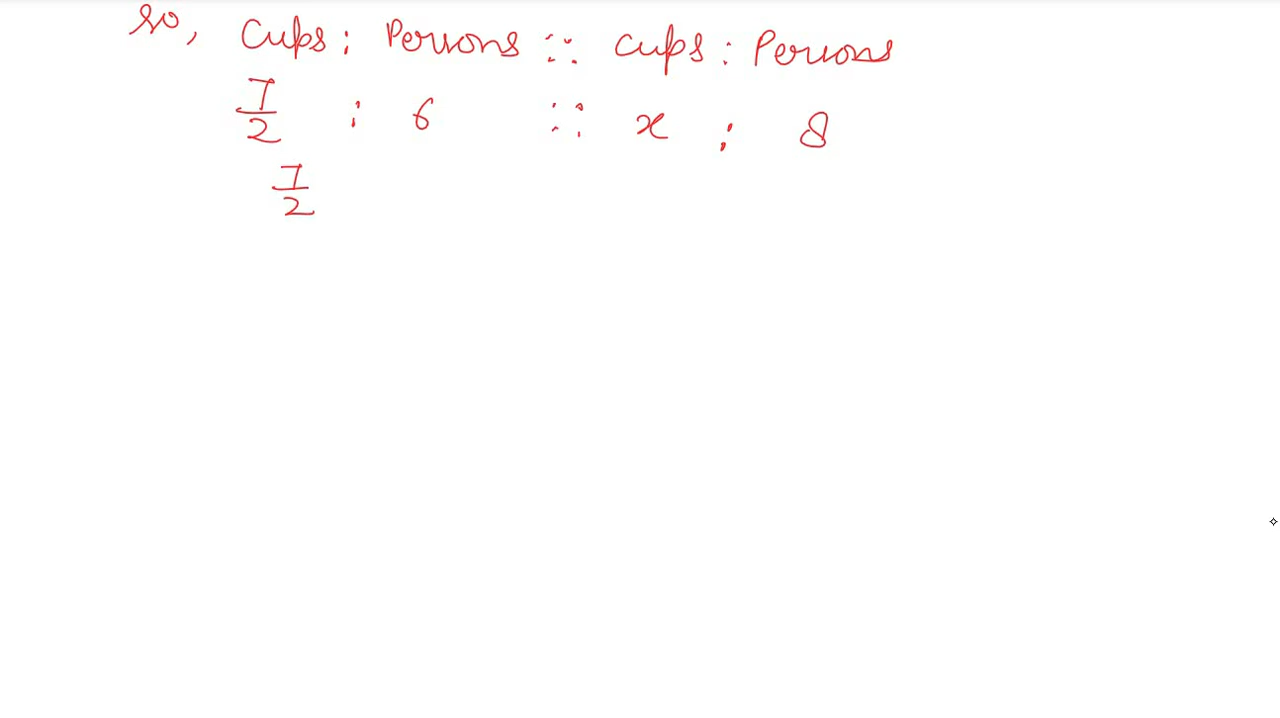 so, Cups : Persons :: cups : Persons
7/2 : 6 :: x : 8
7/2